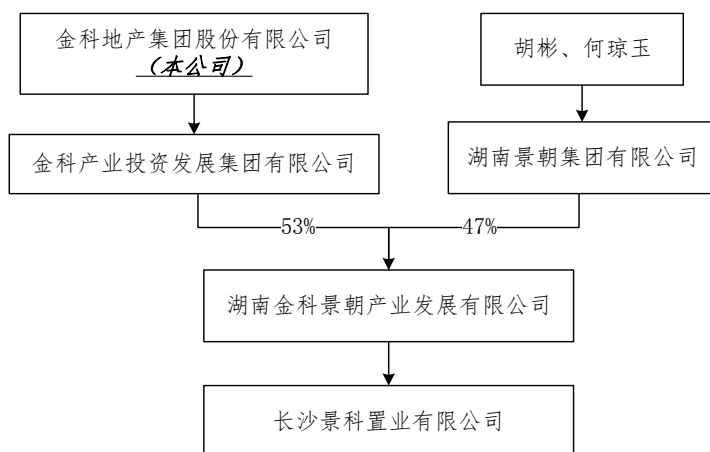 金科地产集团股份有限公司
（本公司）
胡彬、何琼玉
金科产业投资发展集团有限公司
湖南景朝集团有限公司
53%
47%
湖南金科景朝产业发展有限公司
长沙景科置业有限公司